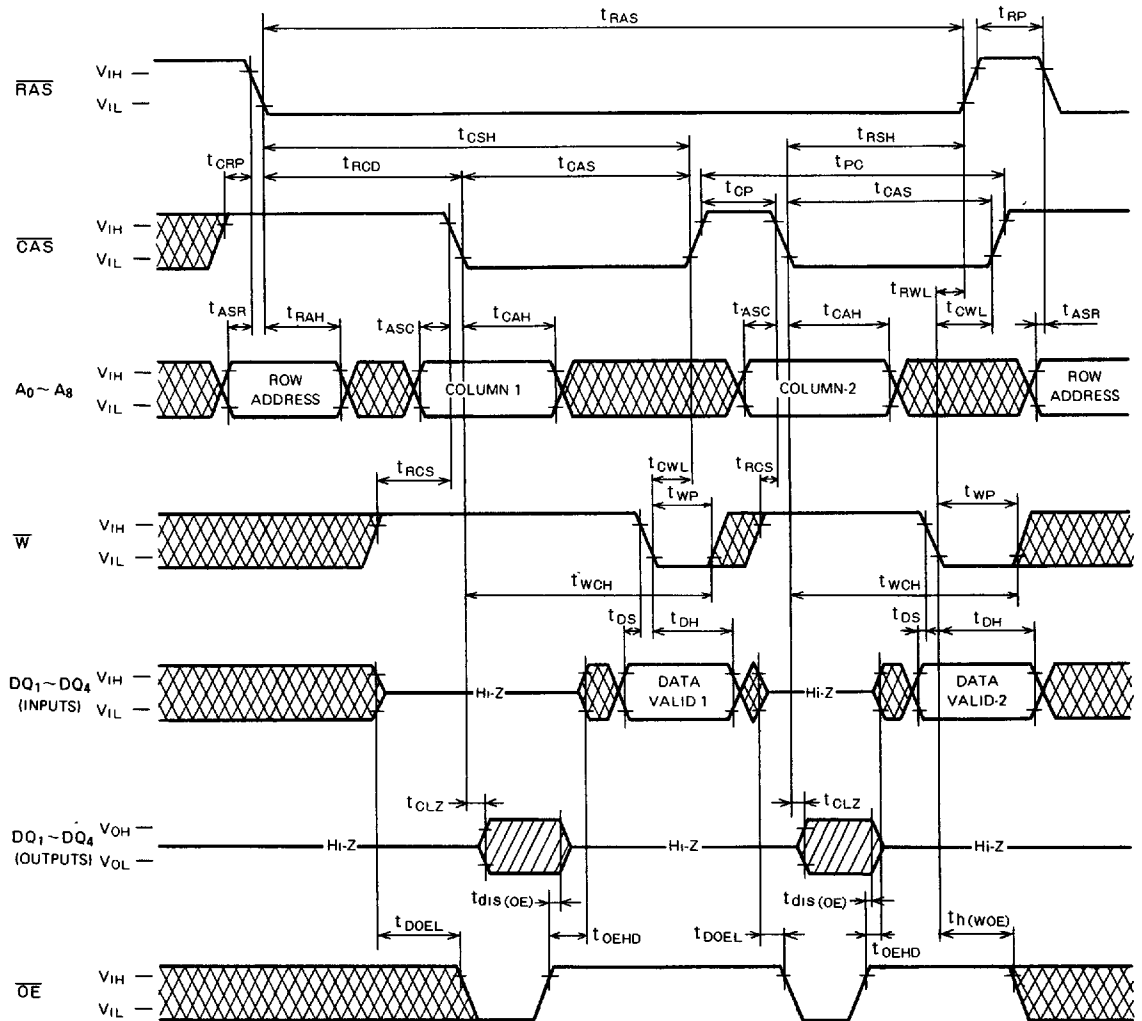 tRAS
tRP
RAS
VIH
VIL
tCSH
tRSH
tCRP
tRCD
tCAS
tPC
tCP
tCAS
CAS
VIH
VIL
tRWL
tASR
tRAH
tASC
tCAH
tASC
tCAH
tCWL
tASR
A0~A8
VIH
VIL
ROW
ADDRESS
COLUMN 1
COLUMN-2
ROW
ADDRESS
tRCS
tCWL
tRCS
tWP
tWP
W
VIH
VIL
tWCH
tWCH
tDS
tDH
tDS
tDH
DQ1~DQ4
(INPUTS)
VIH
VIL
Hi-Z
DATA
VALID 1
Hi-Z
DATA
VALID-2
tCLZ
tCLZ
DQ1~DQ4
(OUTPUTS)
VOH
VOL
Hi-Z
Hi-Z
Hi-Z
tdis(OE)
tdis(OE)
tDOEL
tOEHD
tDOEL
tOEHD
th(WOE)
OE
VIH
VIL